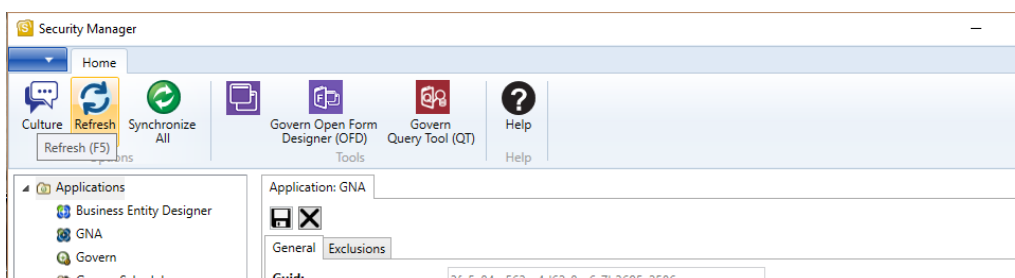 Security Manager
Home
Culture
Refresh
Synchronize
All
Govern Open Form
Designer (OFD)
Govern
Query Tool (QT)
Help
Refresh (F5)
Tools
Help
Applications
Business Entity Designer
GNA
Govern
Application: GNA
General
Exclusions